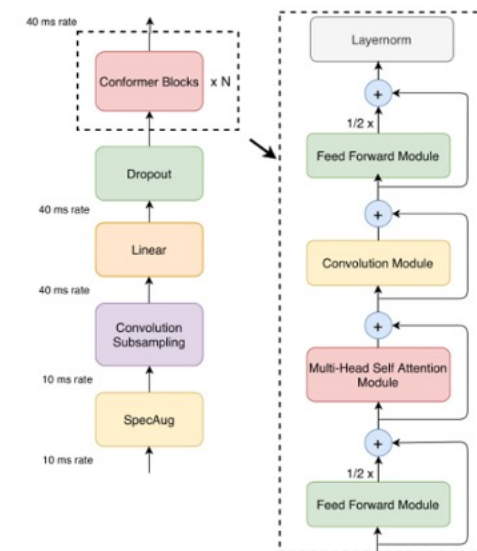 40 ms rate
Conformer Blocks
x N
Dropout
40 ms rate
Linear
40 ms rate
Convolution
Subsampling
10 ms rate
SpecAug
10 ms rate
Layernorm
+
1/2 x
Feed Forward Module
+
Convolution Module
+
Multi-Head Self Attention
Module
+
1/2 x
Feed Forward Module